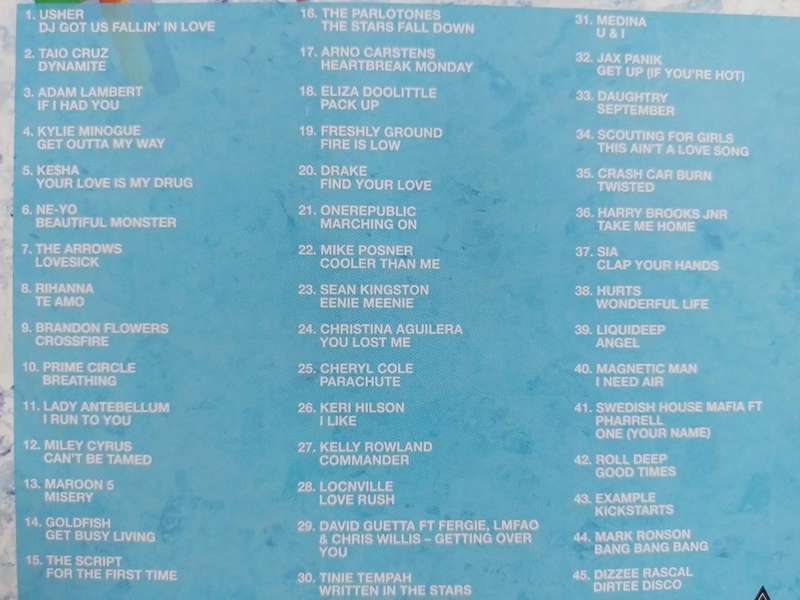 1. USHER
DJ GOT US FALLIN' IN LOVE
2. TAIO CRUZ
DYNAMITE
3. ADAM LAMBERT
IF I HAD YOU
4. KYLIE MINOGUE
GET OUTTA MY WAY
5. KE$HA
YOUR LOVE IS MY DRUG
6. NE-YO
BEAUTIFUL MONSTER
7. THE ARROWS
LOVESICK
8. RIHANNA
TE AMO
9. BRANDON FLOWERS
CROSSFIRE
10. PRIME CIRCLE
BREATHING
11. LADY ANTEBELLUM
I RUN TO YOU
12. MILEY CYRUS
CAN'T BE TAMED
13. MAROON 5
MISERY
14. GOLDFISH
GET BUSY LIVING
15. THE SCRIPT
FOR THE FIRST TIME
16. THE PARLOTONES
THE STARS FALL DOWN
17. ARNO CARSTENS
HEARTBREAK MONDAY
18. ELIZA DOOLITTLE
PACK UP
19. FRESHLY GROUND
FIRE IS LOW
20. DRAKE
FIND YOUR LOVE
21. ONEREPUBLIC
MARCHING ON
22. MIKE POSNER
COOLER THAN ME
23. SEAN KINGSTON
EENIE MEENIE
24. CHRISTINA AGUILERA
YOU LOST ME
25. CHERYL COLE
PARACHUTE
26. KERI HILSON
I LIKE
27. KELLY ROWLAND
COMMANDER
28. LOCNVILLE
LOVE RUSH
29. DAVID GUETTA FT FERGIE, LMFAO
& CHRIS WILLIS – GETTING OVER
YOU
30. TINIE TEMPAH
WRITTEN IN THE STARS
31. MEDINA
U & I
32. JAX PANIK
GET UP (IF YOU'RE HOT)
33. DAUGHTRY
SEPTEMBER
34. SCOUTING FOR GIRLS
THIS AIN'T A LOVE SONG
35. CRASH CAR BURN
TWISTED
36. HARRY BROOKS JNR
TAKE ME HOME
37. SIA
CLAP YOUR HANDS
38. HURTS
WONDERFUL LIFE
39. LIQUIDEEP
ANGEL
40. MAGNETIC MAN
I NEED AIR
41. SWEDISH HOUSE MAFIA FT
PHARRELL
ONE (YOUR NAME)
42. ROLL DEEP
GOOD TIMES
43. EXAMPLE
KICKSTARTS
44. MARK RONSON
BANG BANG BANG
45. DIZZEE RASCAL
DIRTEE DISCO